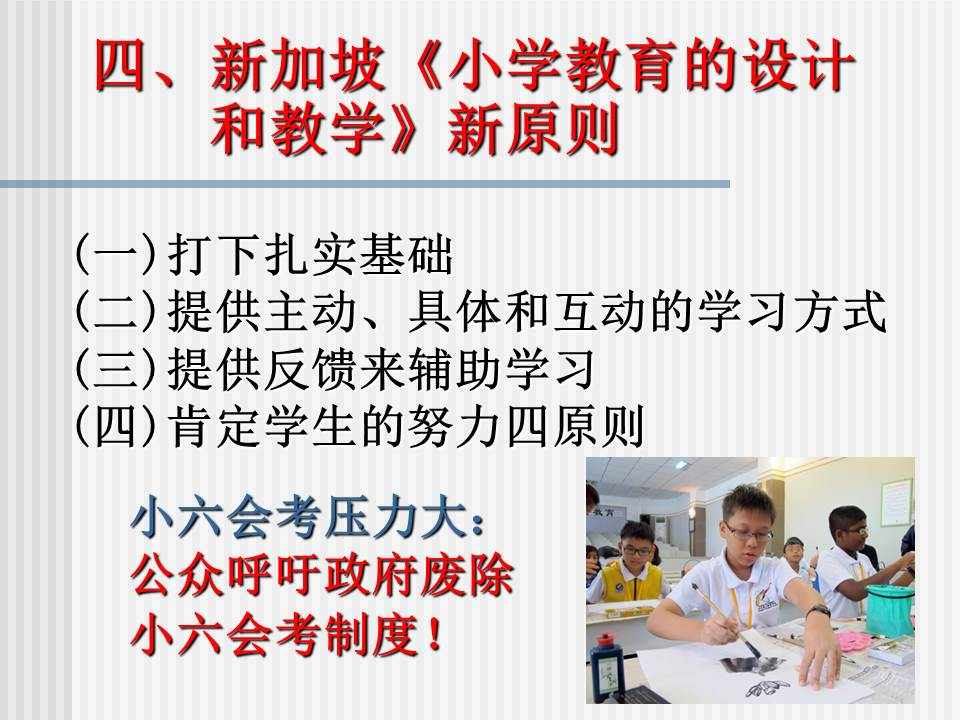 四、新加坡《小学教育的设计
和教学》新原则
(一)打下扎实基础
(二)提供主动、具体和互动的学习方式
(三)提供反馈来辅助学习
(四)肯定学生的努力四原则
小六会考压力大：
公众呼吁政府废除
小六会考制度！
教育